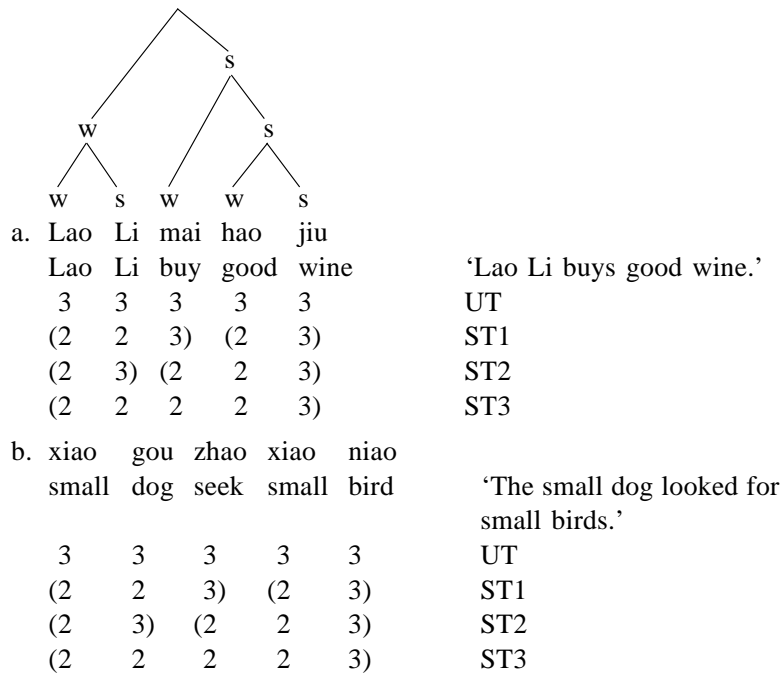 s
w s
w s w w s
a. Lao Li mai hao jiu
Lao Li buy good wine ‘Lao Li buys good wine.’
3 3 3 3 3 UT
(2 2 3) (2 3) ST1
(2 3) (2 2 3) ST2
(2 2 2 2 3) ST3
b. xiao gou zhao xiao niao
small dog seek small bird ‘The small dog looked for
small birds.’
3 3 3 3 3 UT
(2 2 3) (2 3) ST1
(2 3) (2 2 3) ST2
(2 2 2 2 3) ST3